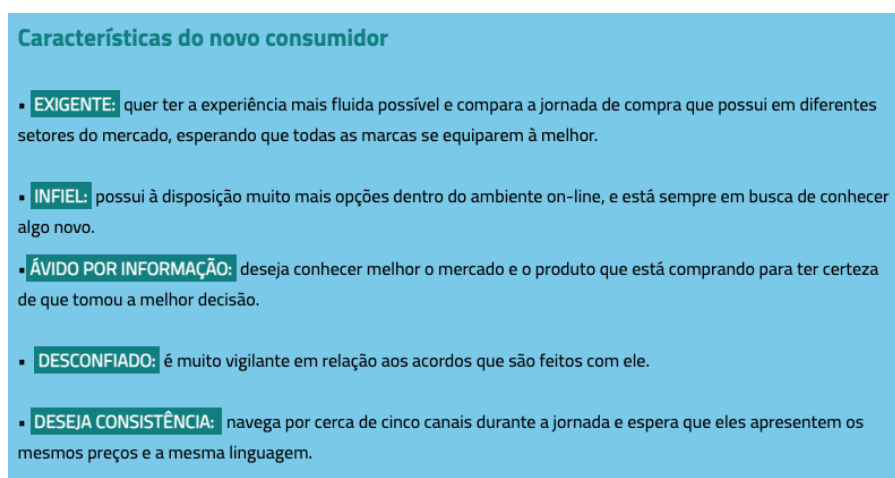 Características do novo consumidor
▪ EXIGENTE: quer ter a experiência mais fluida possível e compara a jornada de compra que possui em diferentes
setores do mercado, esperando que todas as marcas se equiparem à melhor.
▪ INFIEL: possui à disposição muito mais opções dentro do ambiente on-line, e está sempre em busca de conhecer
algo novo.
▪ ÁVIDO POR INFORMAÇÃO: deseja conhecer melhor o mercado e o produto que está comprando para ter certeza
de que tomou a melhor decisão.
▪ DESCONFIADO: é muito vigilante em relação aos acordos que são feitos com ele.
▪ DESEJA CONSISTÊNCIA: navega por cerca de cinco canais durante a jornada e espera que eles apresentem os
mesmos preços e a mesma linguagem.